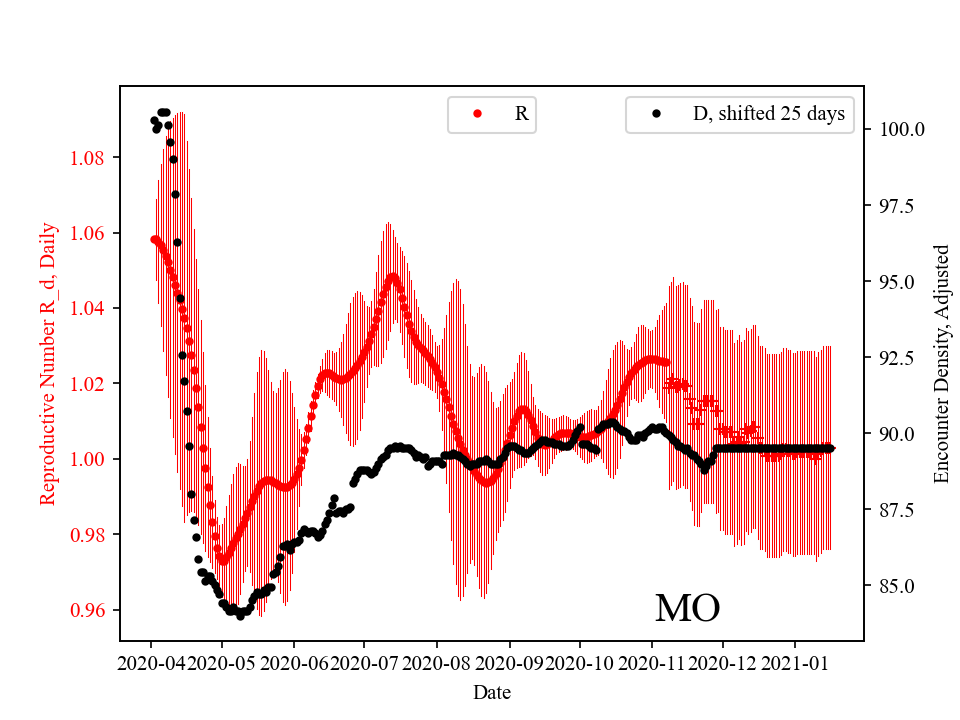 R
D, shifted 25 days
Reproductive Number R_d, Daily
1.08
1.06
1.04
1.02
1.00
0.98
0.96
100.0
97.5
95.0
92.5
90.0
87.5
85.0
Encounter Density, Adjusted
MO
2020-04 2020-05 2020-06 2020-07 2020-08 2020-09 2020-10 2020-11 2020-12 2021-01
Date